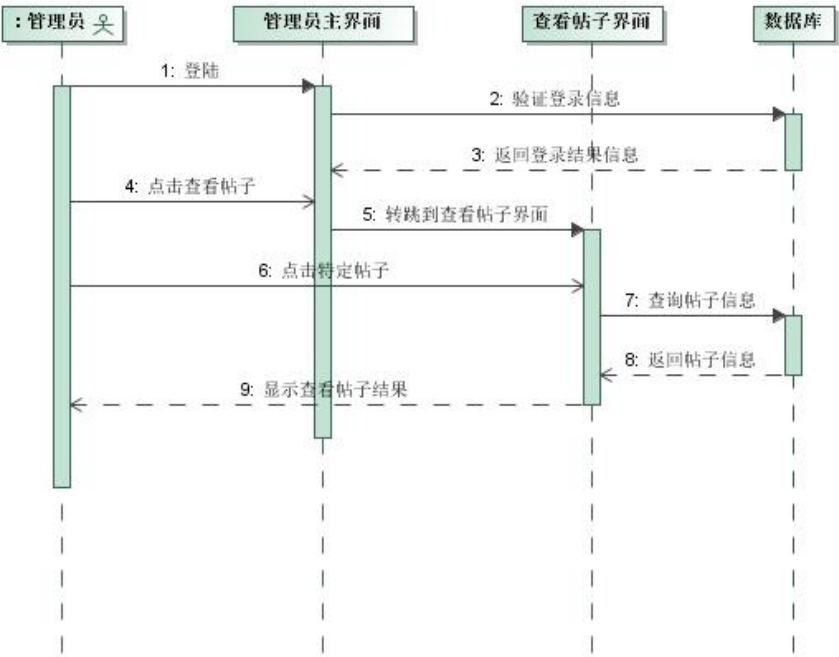 ：管理员
管理员主界面
查看帖子界面
数据库
1: 登陆
2: 验证登录信息
3: 返回登录结果信息
4: 点击查看帖子
5: 转跳到查看帖子界面
6: 点击特定帖子
7: 查询帖子信息
8: 返回帖子信息
9: 显示查看帖子结果